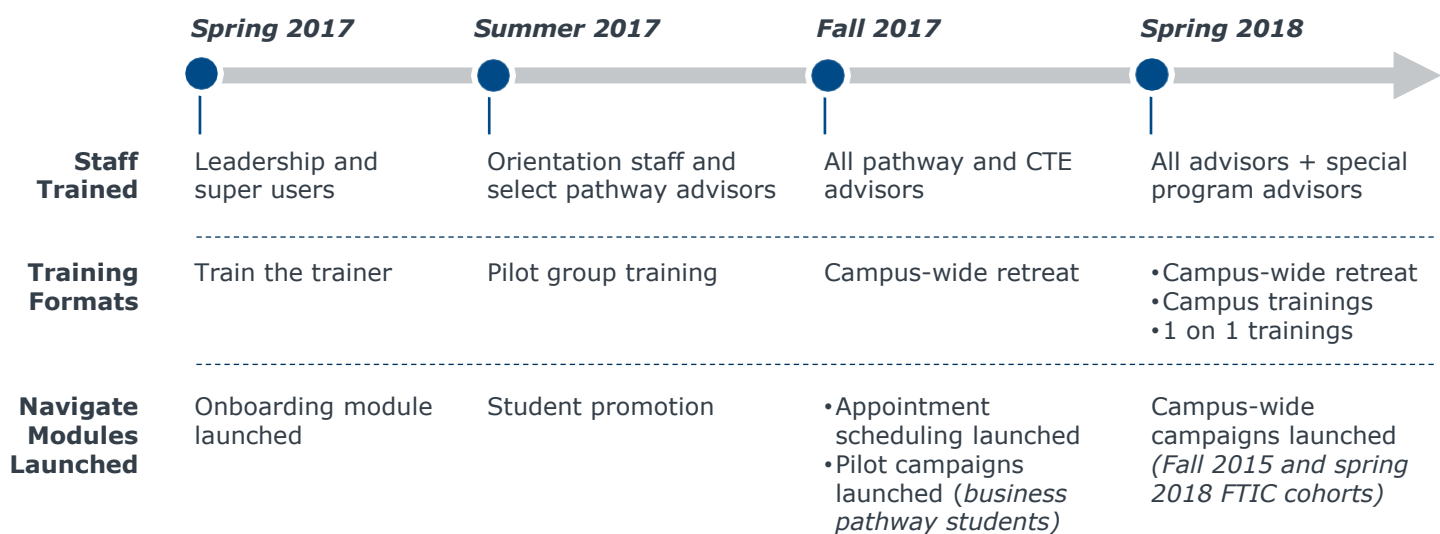 Spring 2017
Summer 2017
Fall 2017
Spring 2018
Staff
Trained
Leadership and
super users
Orientation staff and
select pathway advisors
All pathway and CTE
advisors
All advisors + special
program advisors
Training
Formats
Train the trainer
Pilot group training
Campus-wide retreat
•Campus-wide retreat
•Campus trainings
•1 on 1 trainings
Navigate
Modules
Launched
Onboarding module
launched
Student promotion
•Appointment
scheduling launched
•Pilot campaigns
launched (business
pathway students)
Campus-wide
campaigns launched
(Fall 2015 and spring
2018 FTIC cohorts)